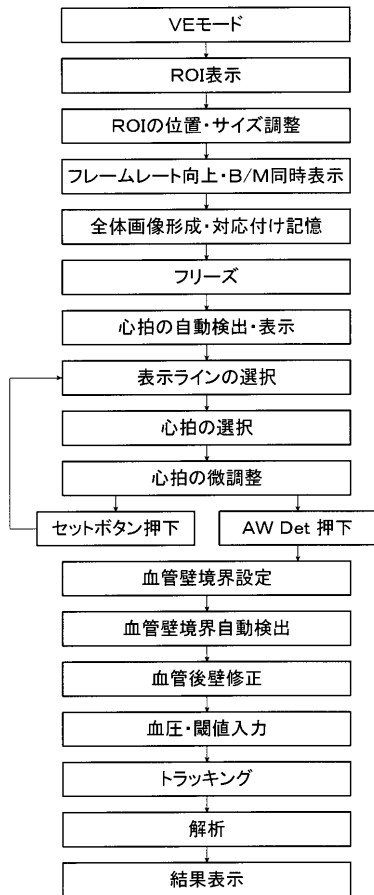 VEモード
ROI表示
ROIの位置・サイズ調整
フレームレート向上・B/M同時表示
全体画像形成・対応付け記憶
フリーズ
心拍の自動検出・表示
表示ラインの選択
心拍の選択
心拍の微調整
セットボタン押下
AW Det 押下
血管壁境界設定
血管壁境界自動検出
血管後壁修正
血圧・閾値入力
トラッキング
解析
結果表示